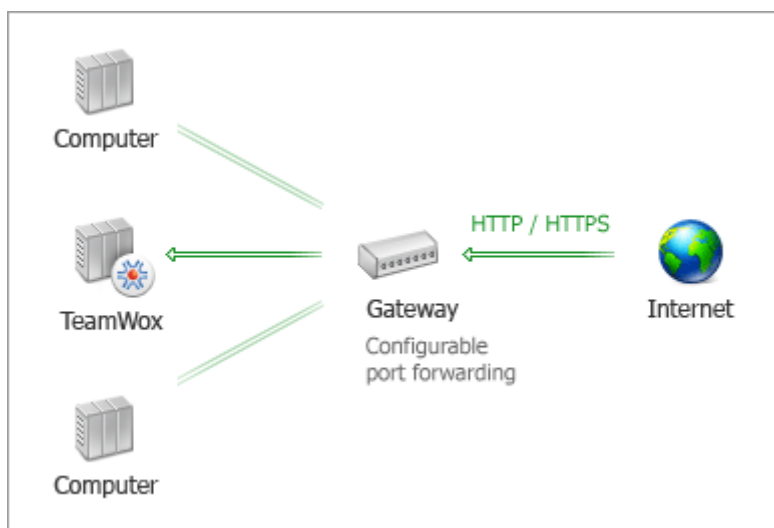 Computer
HTTP / HTTPS
TeamWox
Gateway
Internet
Configurable
port forwarding
Computer